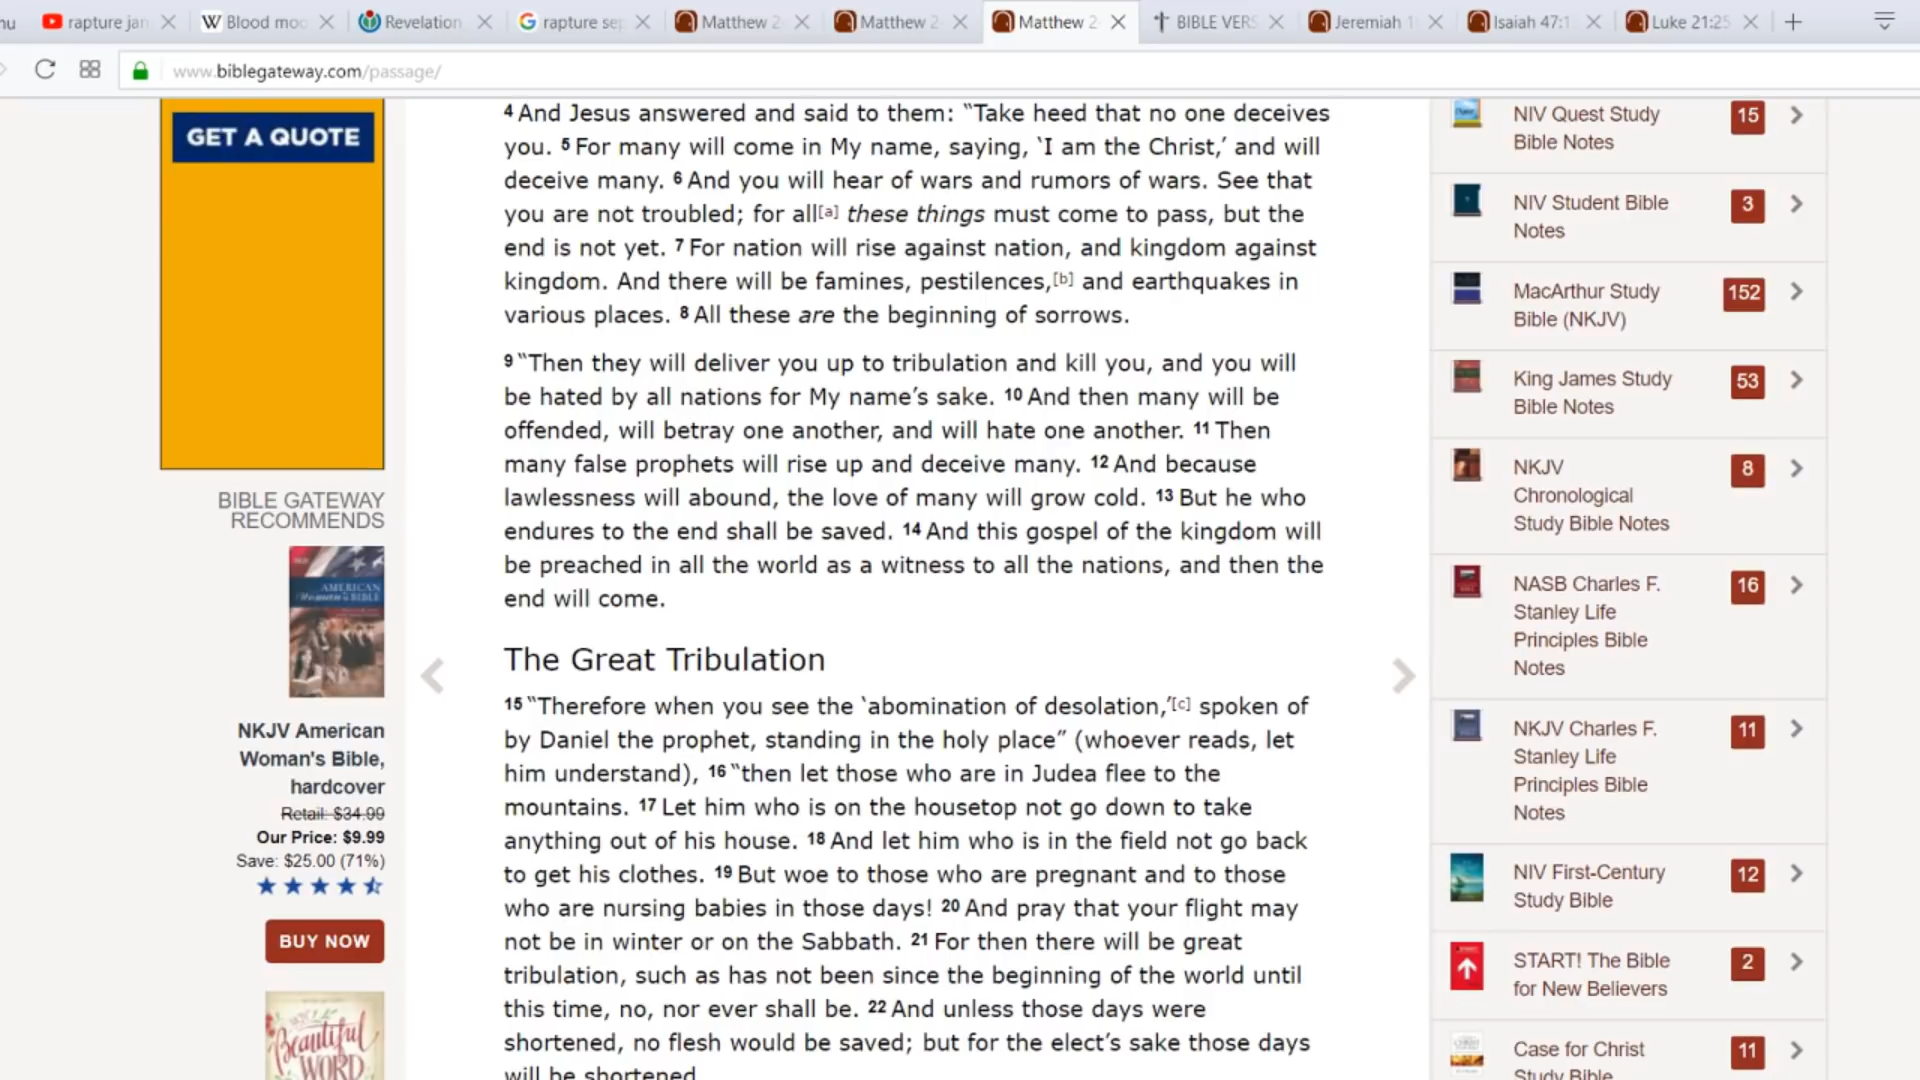 nu
rapture jan
Blood moo
Revelation
rapture sep
Matthew 2
Matthew 2
Matthew 2
BIBLE VERS
Jeremiah 1
Isaiah 47:1
Luke 21:25
www.biblegateway.com/passage/
GET A QUOTE
BIBLE GATEWAY
RECOMMENDS
AMERICAN
Woman's BIBLE
NKJV American
Woman's Bible,
hardcover
Retail: $34.99
Our Price: $9.99
Save: $25.00 (71%)
BUY NOW
Beautiful
WORD
4 And Jesus answered and said to them: “Take heed that no one deceives
you. 5 For many will come in My name, saying, ‘I am the Christ,’ and will
deceive many. 6 And you will hear of wars and rumors of wars. See that
you are not troubled; for all[a] these things must come to pass, but the
end is not yet. 7 For nation will rise against nation, and kingdom against
kingdom. And there will be famines, pestilences,[b] and earthquakes in
various places. 8 All these are the beginning of sorrows.
9 “Then they will deliver you up to tribulation and kill you, and you will
be hated by all nations for My name’s sake. 10 And then many will be
offended, will betray one another, and will hate one another. 11 Then
many false prophets will rise up and deceive many. 12 And because
lawlessness will abound, the love of many will grow cold. 13 But he who
endures to the end shall be saved. 14 And this gospel of the kingdom will
be preached in all the world as a witness to all the nations, and then the
end will come.
The Great Tribulation
15 “Therefore when you see the ‘abomination of desolation,’[c] spoken of
by Daniel the prophet, standing in the holy place” (whoever reads, let
him understand), 16 “then let those who are in Judea flee to the
mountains. 17 Let him who is on the housetop not go down to take
anything out of his house. 18 And let him who is in the field not go back
to get his clothes. 19 But woe to those who are pregnant and to those
who are nursing babies in those days! 20 And pray that your flight may
not be in winter or on the Sabbath. 21 For then there will be great
tribulation, such as has not been since the beginning of the world until
this time, no, nor ever shall be. 22 And unless those days were
shortened, no flesh would be saved; but for the elect’s sake those days
will be shortened
NIV Quest Study
Bible Notes
15
NIV Student Bible
Notes
3
MacArthur Study
Bible (NKJV)
152
King James Study
Bible Notes
53
NKJV
Chronological
Study Bible Notes
8
NASB Charles F.
Stanley Life
Principles Bible
Notes
16
NKJV Charles F.
Stanley Life
Principles Bible
Notes
11
NIV First-Century
Study Bible
12
START! The Bible
for New Believers
2
Case for Christ
Study Bible
11